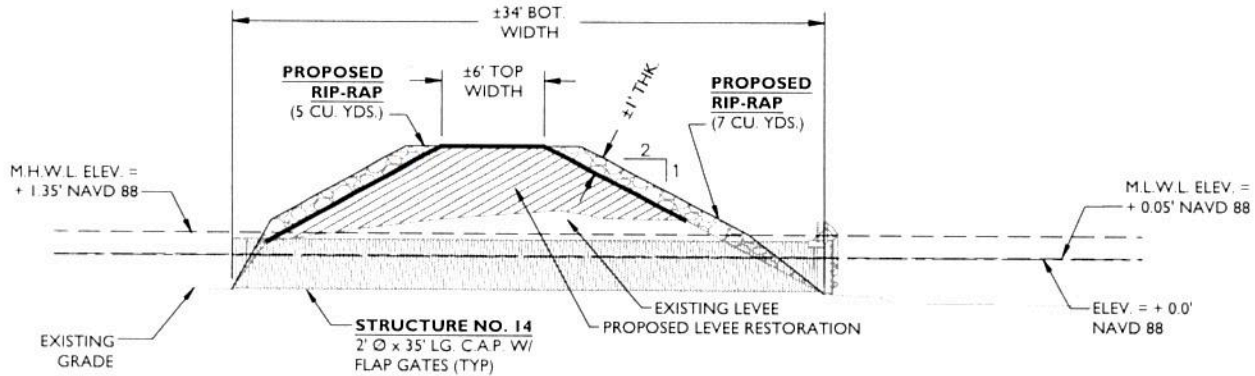 ±34' BOT.
WIDTH
PROPOSED
RIP-RAP
(5 CU. YDS.)
±6' TOP
WIDTH
±1' THK.
PROPOSED
RIP-RAP
(7 CU. YDS.)
2
1
M.H.W.L. ELEV. =
+ 1.35' NAVD 88
M.L.W.L. ELEV. =
+ 0.05' NAVD 88
EXISTING
GRADE
STRUCTURE NO. 14
2' Ø x 35' LG. C.A.P. W/
FLAP GATES (TYP)
EXISTING LEVEE
PROPOSED LEVEE RESTORATION
ELEV. = + 0.0'
NAVD 88